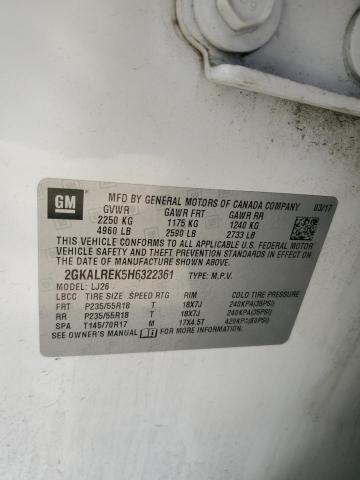 GM
MFD BY GENERAL MOTORS OF CANADA COMPANY 03/17
GVWR GAWR FRT GAWR RR
2250 KG 1175 KG 1240 KG
4960 LB 2590 LB 2733 LB
THIS VEHICLE CONFORMS TO ALL APPLICABLE U.S. FEDERAL MOTOR
VEHICLE SAFETY, BUMPER, AND THEFT PREVENTION STANDARDS IN
EFFECT ON THE DATE OF MANUFACTURE SHOWN ABOVE.
2GKALREK5H6322361 TYPE: M.P.V.
MODEL: LJ26
LBCC TIRE SIZE SPEED RTG RIM COLD TIRE PRESSURE
FRT P235/55R18 T 18X7J 240KPA(35PSI)
RR P235/55R18 T 18X7J 240KPA(35PSI)
SPA T145/70R17 M 17X4.5T 420KPA(60PSI)
SEE OWNER'S MANUAL FOR MORE INFORMATION